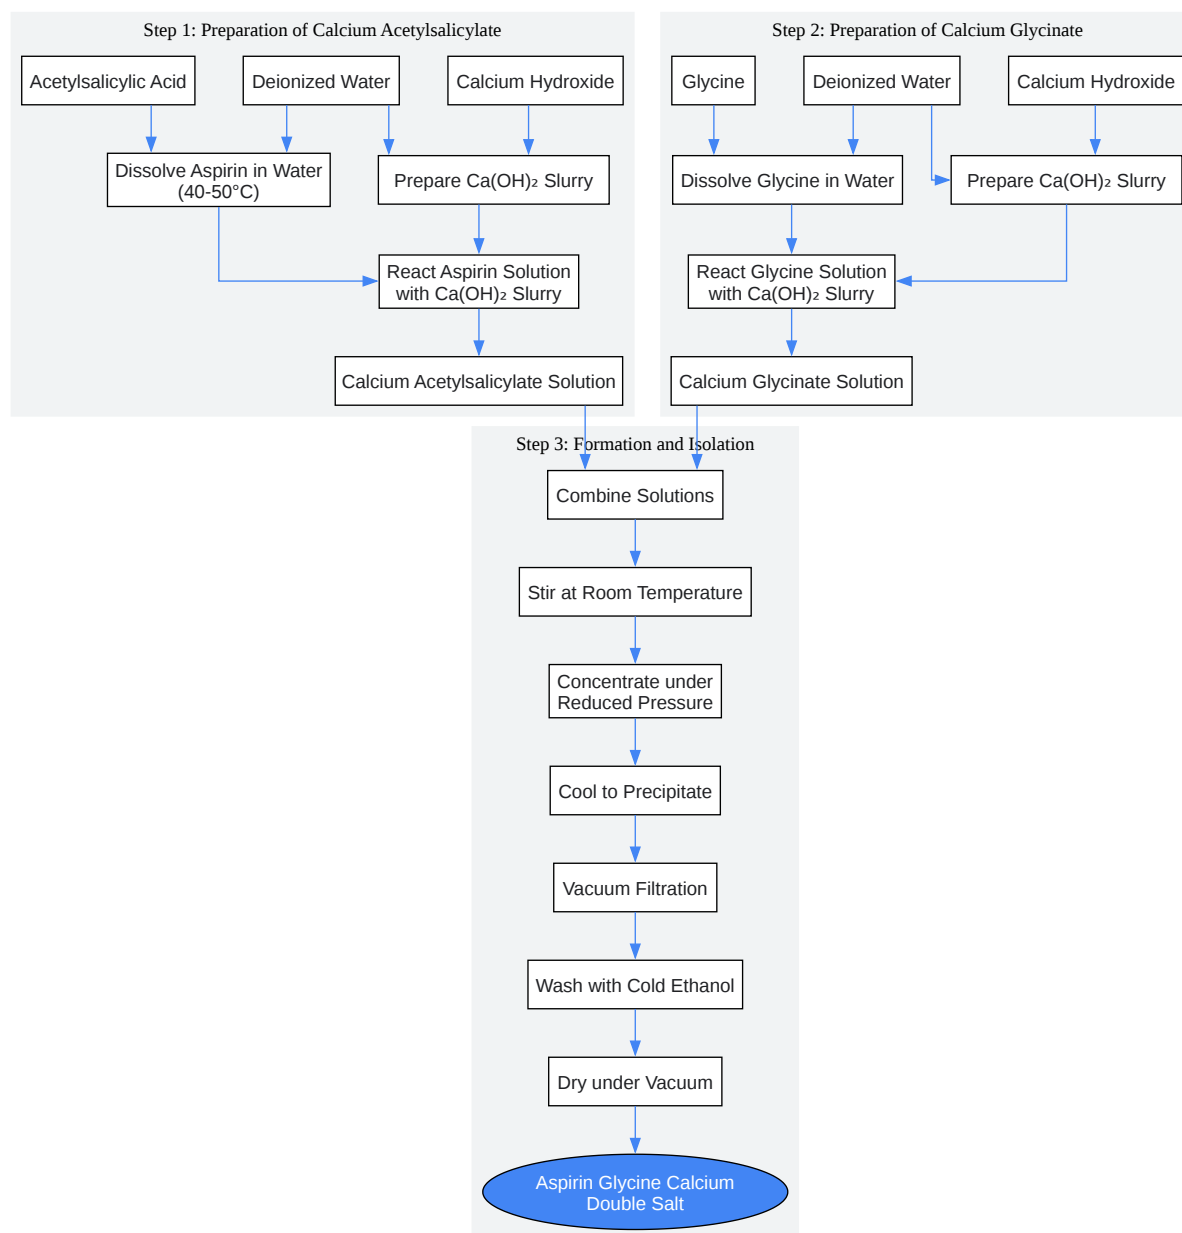 Step 1: Preparation of Calcium Acetylsalicylate
Acetylsalicylic Acid
Deionized Water
Calcium Hydroxide
Dissolve Aspirin in Water
(40-50°C)
Prepare Ca(OH)₂ Slurry
React Aspirin Solution
with Ca(OH)₂ Slurry
Calcium Acetylsalicylate Solution
Step 2: Preparation of Calcium Glycinate
Glycine
Deionized Water
Calcium Hydroxide
Dissolve Glycine in Water
Prepare Ca(OH)₂ Slurry
React Glycine Solution
with Ca(OH)₂ Slurry
Calcium Glycinate Solution
Step 3: Formation and Isolation
Combine Solutions
Stir at Room Temperature
Concentrate under
Reduced Pressure
Cool to Precipitate
Vacuum Filtration
Wash with Cold Ethanol
Dry under Vacuum
Aspirin Glycine Calcium
Double Salt